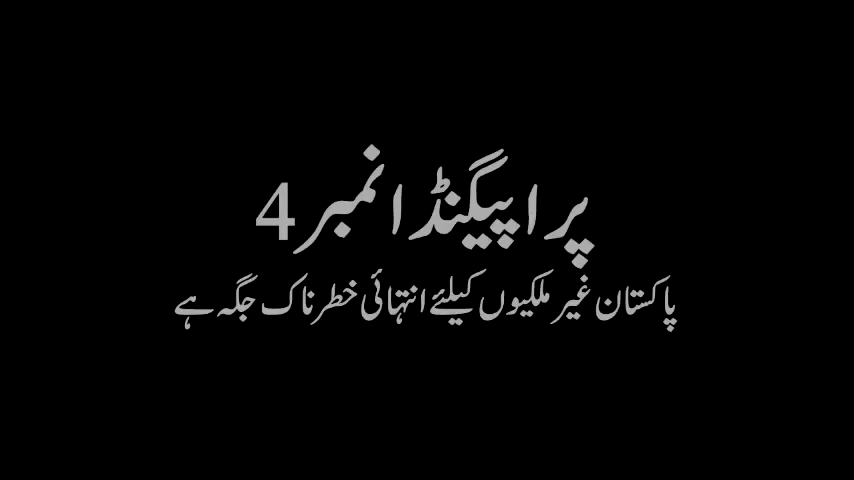 پراپیگنڈا نمبر 4
پاکستان غیر ملکیوں کیلئے انتہائی خطرناک جگہ ہے